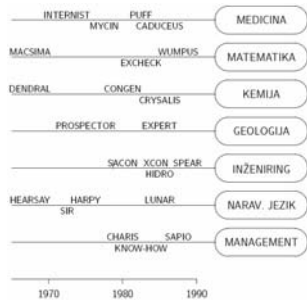 INTERNIST PUFF
MYCIN CADUCEUS
MEDICINA
MACSIMA WUMPUS
EXCHECK
MATEMATIKA
DENDRAL CONGEN
CRYSALIS
KEMIJA
PROSPECTOR EXPERT
GEOLOGIJA
SACON XCON SPEAR
HIDRO
INŽENIRING
HEARSAY HARPY LUNAR
SIR
NARAV. JEZIK
CHARIS SAPIO
KNOW-HOW
MANAGEMENT
1970 1980 1990